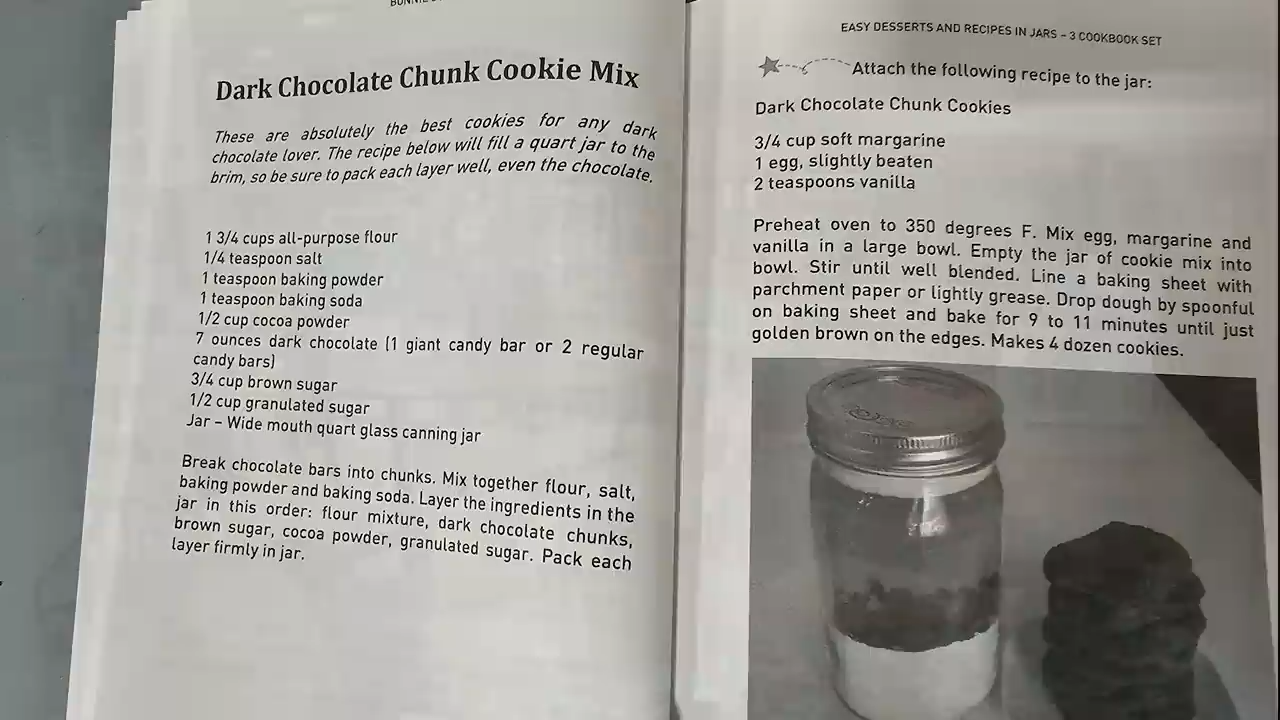 Dark Chocolate Chunk Cookie Mix
These are absolutely the best cookies for any dark
chocolate lover. The recipe below will fill a quart jar to the
brim, so be sure to pack each layer well, even the chocolate.
1 3/4 cups all-purpose flour
1/4 teaspoon salt
1 teaspoon baking powder
1 teaspoon baking soda
1/2 cup cocoa powder
7 ounces dark chocolate (1 giant candy bar or 2 regular
candy bars)
3/4 cup brown sugar
1/2 cup granulated sugar
Jar – Wide mouth quart glass canning jar
Break chocolate bars into chunks. Mix together flour, salt,
baking powder and baking soda. Layer the ingredients in the
jar in this order: flour mixture, dark chocolate chunks,
brown sugar, cocoa powder, granulated sugar. Pack each
layer firmly in jar.
EASY DESSERTS AND RECIPES IN JARS – 3 COOKBOOK SET
Attach the following recipe to the jar:
Dark Chocolate Chunk Cookies
3/4 cup soft margarine
1 egg, slightly beaten
2 teaspoons vanilla
Preheat oven to 350 degrees F. Mix egg, margarine and
vanilla in a large bowl. Empty the jar of cookie mix into
bowl. Stir until well blended. Line a baking sheet with
parchment paper or lightly grease. Drop dough by spoonful
on baking sheet and bake for 9 to 11 minutes until just
golden brown on the edges. Makes 4 dozen cookies.